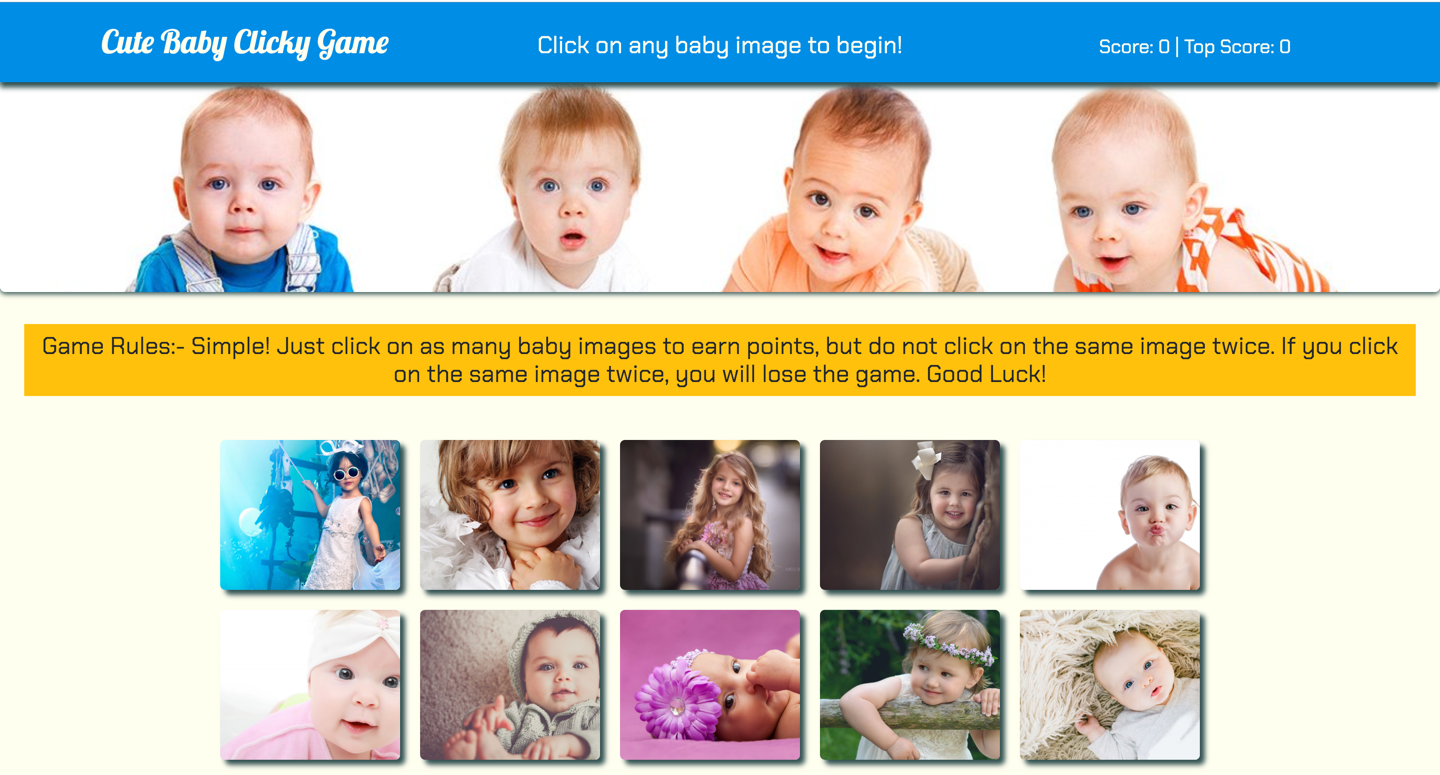 Cute Baby Clicky Game
Click on any baby image to begin!
Score: 0 | Top Score: 0
Game Rules:- Simple! Just click on as many baby images to earn points, but do not click on the same image twice. If you click
on the same image twice, you will lose the game. Good Luck!